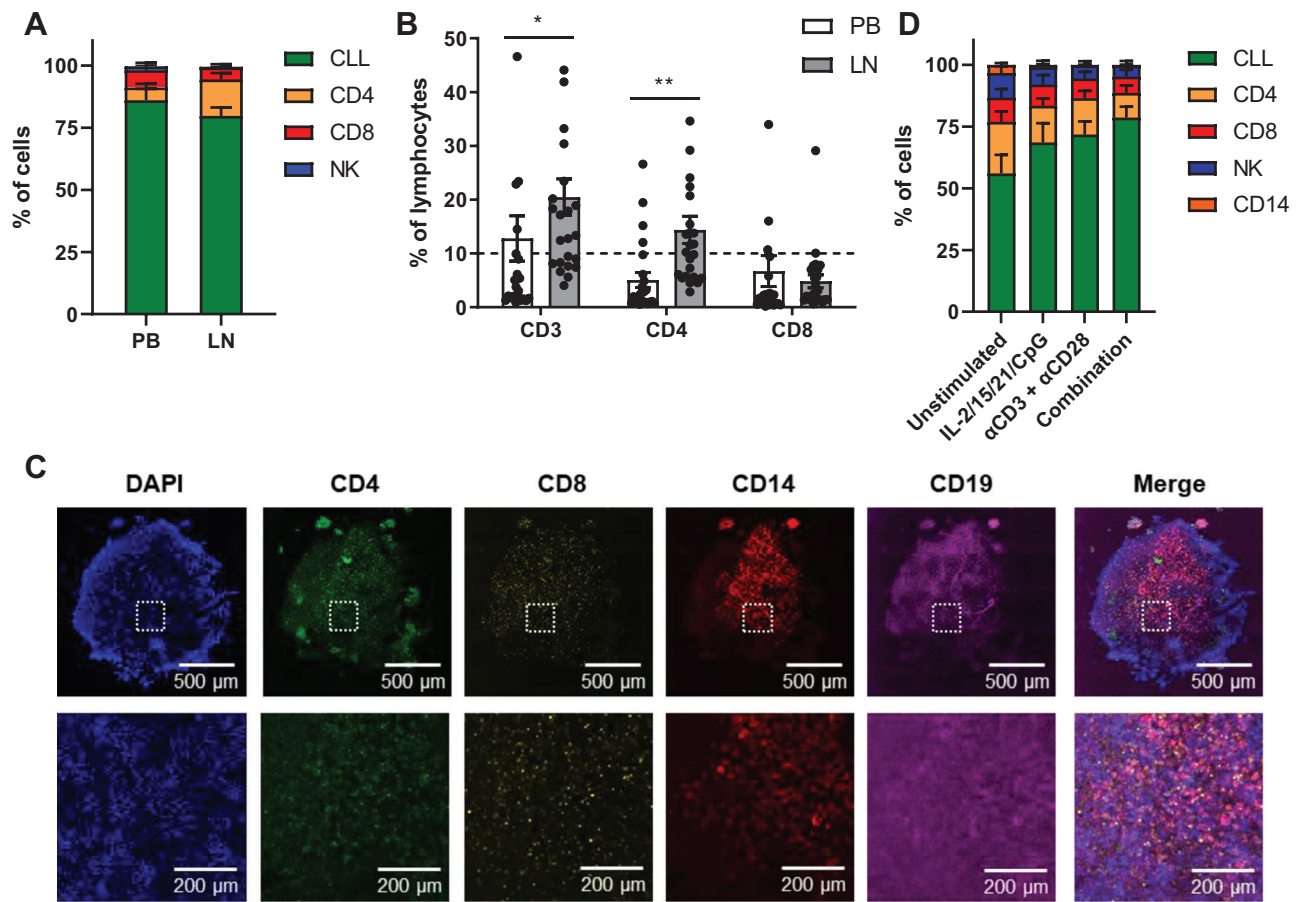 A
% of cells
100
75
50
25
0
PB
LN
CLL
CD4
CD8
NK
B
% of lymphocytes
50
40
30
20
10
0
*
**
CD3
CD4
CD8
PB
LN
D
% of cells
100
75
50
25
0
Unstimulated
IL-2/15/21/CpG
αCD3 + αCD28
Combination
CLL
CD4
CD8
NK
CD14
C
DAPI
CD4
CD8
CD14
CD19
Merge
500 µm
500 µm
500 µm
500 µm
500 µm
500 µm
200 µm
200 µm
200 µm
200 µm
200 µm
200 µm